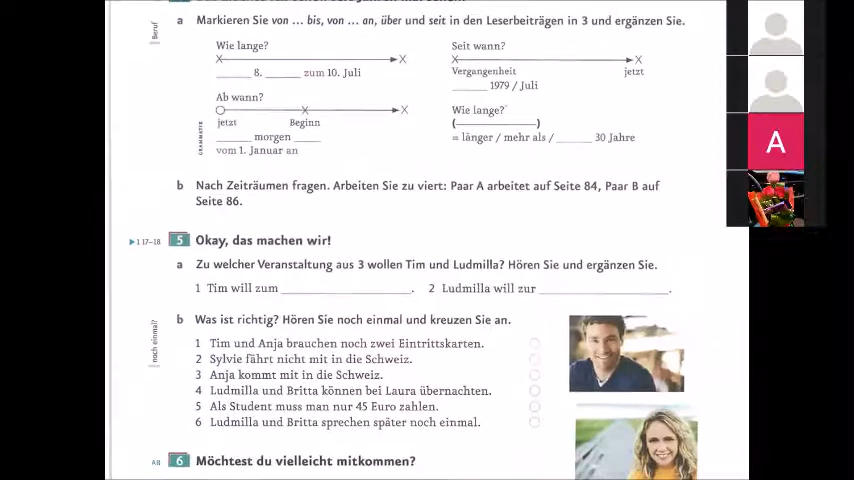 a Markieren Sie von ... bis, von ... an, über und seit in den Leserbeiträgen in 3 und ergänzen Sie.
Beruf
Wie lange?
X X
______ 8. ______ zum 10. Juli
Ab wann?
X X
jetzt Beginn
______ morgen ______
vom 1. Januar an
GRAMMATIK
Seit wann?
X X
Vergangenheit jetzt
______ 1979 / Juli
Wie lange?
(______________)
= länger / mehr als / ______ 30 Jahre
b Nach Zeiträumen fragen. Arbeiten Sie zu viert: Paar A arbeitet auf Seite 84, Paar B auf
Seite 86.
A
▶ 1 17–18 5 Okay, das machen wir!
a Zu welcher Veranstaltung aus 3 wollen Tim und Ludmilla? Hören Sie und ergänzen Sie.
1 Tim will zum ____________________. 2 Ludmilla will zur ____________________.
noch einmal?
b Was ist richtig? Hören Sie noch einmal und kreuzen Sie an.
1 Tim und Anja brauchen noch zwei Eintrittskarten.
2 Sylvie fährt nicht mit in die Schweiz.
3 Anja kommt mit in die Schweiz.
4 Ludmilla und Britta können bei Laura übernachten.
5 Als Student muss man nur 45 Euro zahlen.
6 Ludmilla und Britta sprechen später noch einmal.
AB 6 Möchtest du vielleicht mitkommen?